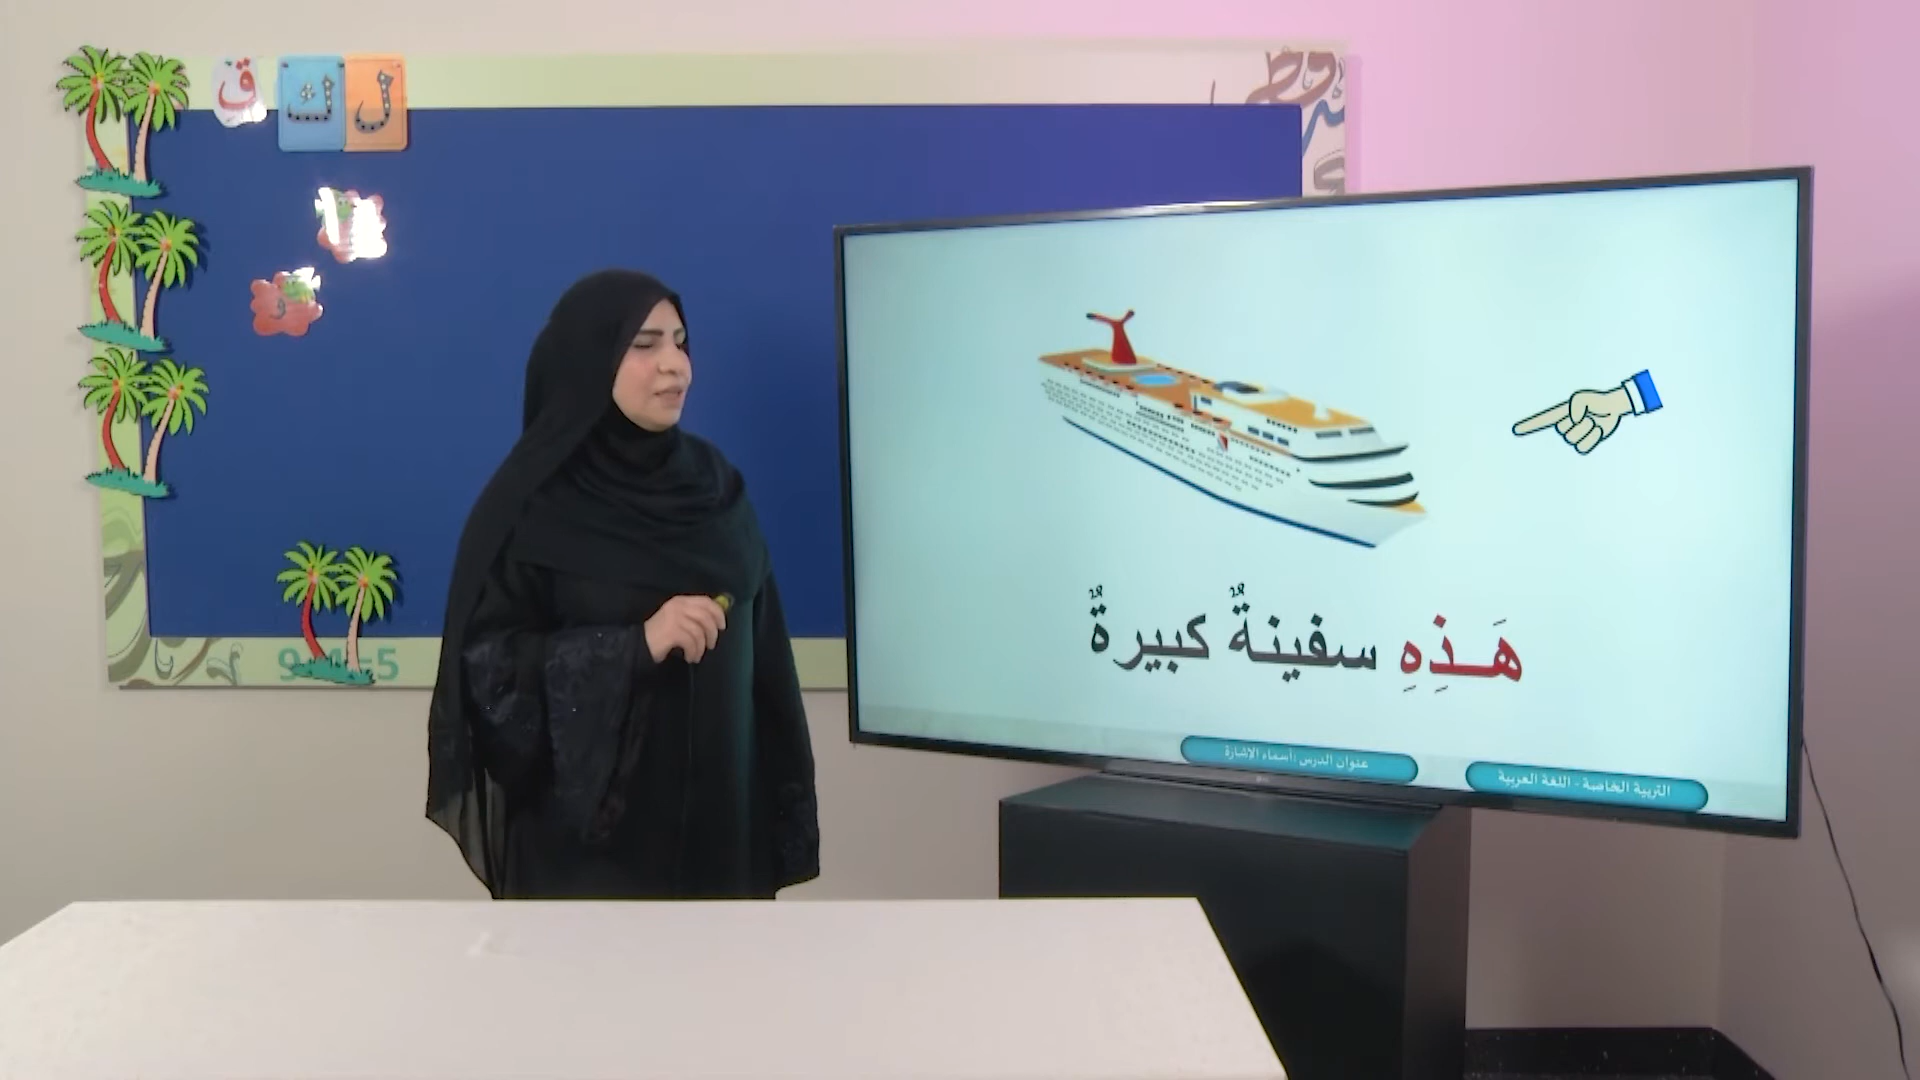 ق
ك
ل
هَـذِهِ سفينةٌ كبيرةٌ
عنوان الدرس :أسماء الإشارة
التربية الخاصة - اللغة العربية